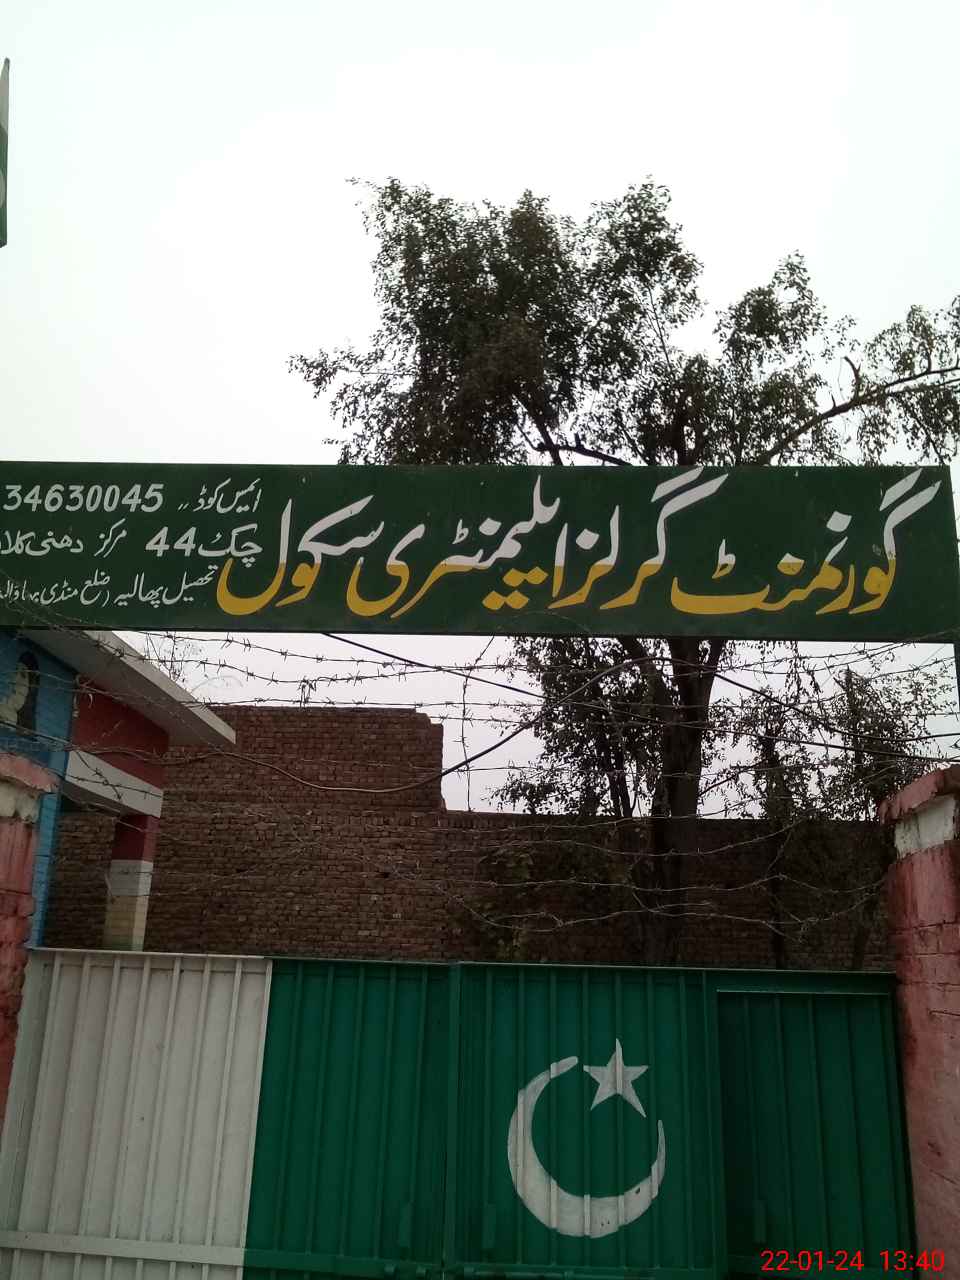 گورنمنٹ گرلز ایلیمنٹری سکول
ایمیس کوڈ 34630045
چک 44 مرکز دھنی کلاں
تحصیل پھالیہ ضلع منڈی بہاؤالدین
22-01-24 13:40